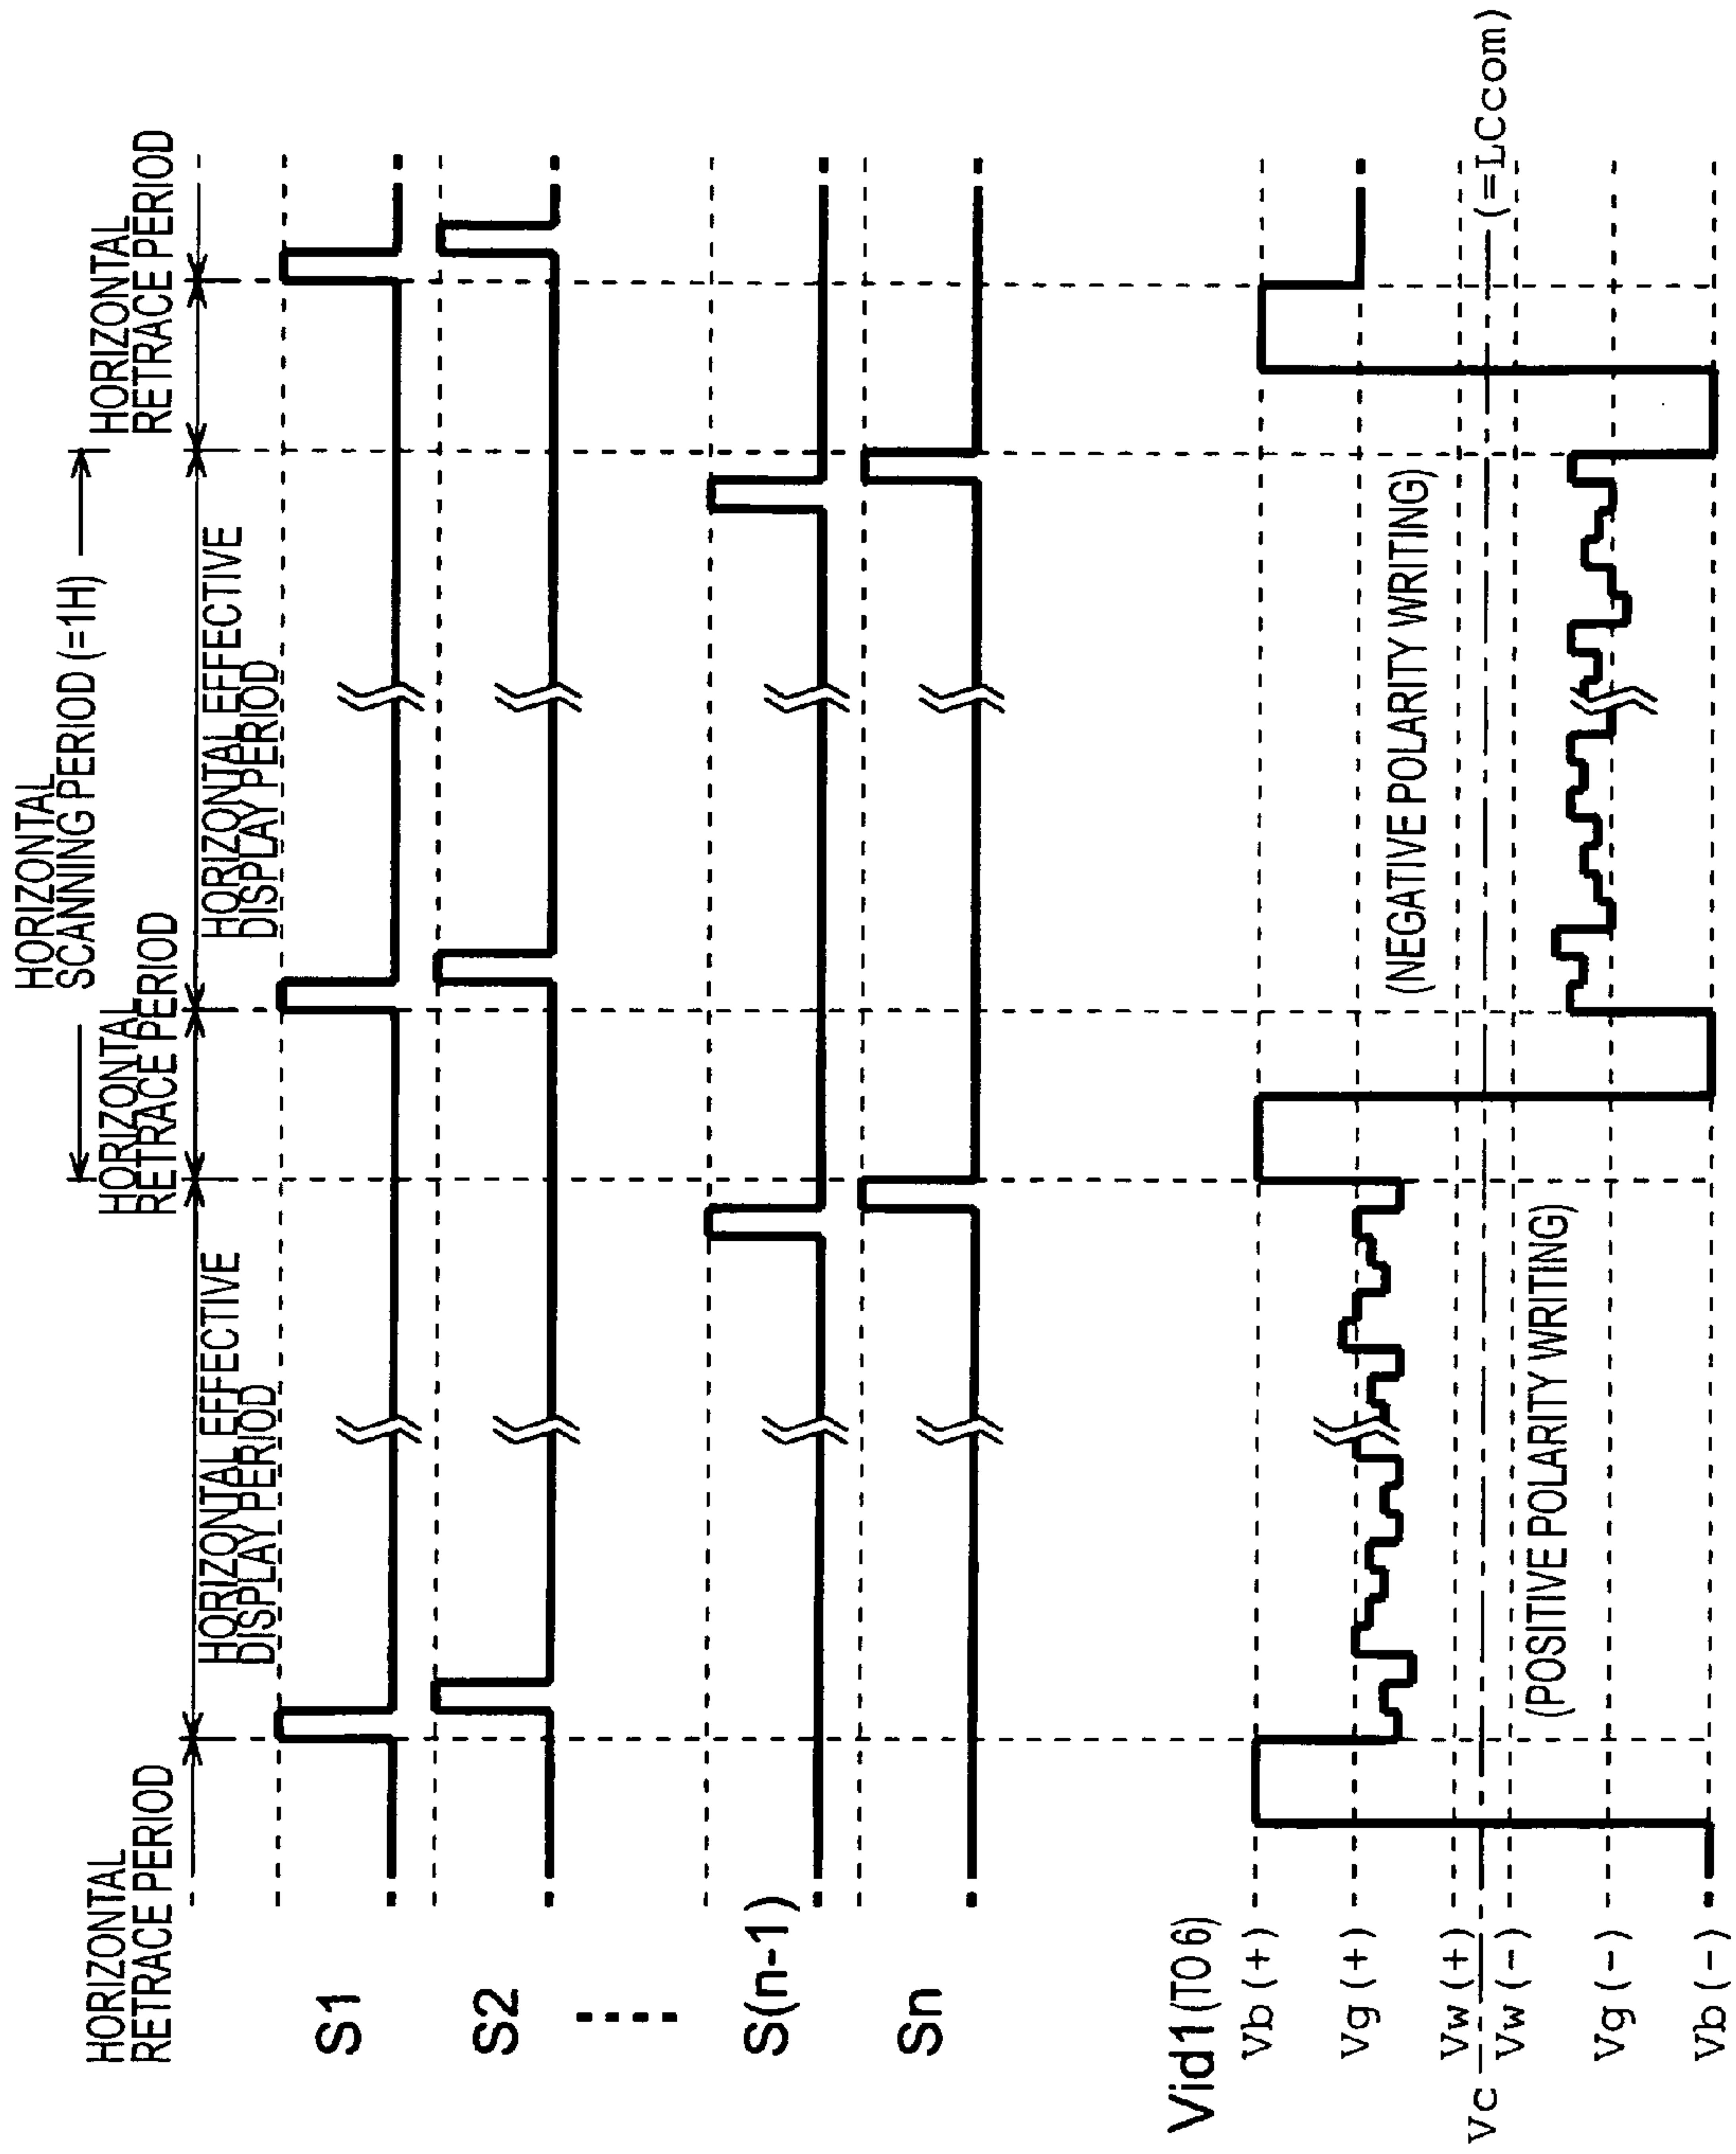 HORIZONTAL
SCANNING PERIOD (=1H)
HORIZONTAL
RETRACE PERIOD
HORIZONTAL EFFECTIVE
DISPLAY PERIOD
HORIZONTAL
RETRACE PERIOD
HORIZONTAL EFFECTIVE
DISPLAY PERIOD
HORIZONTAL
RETRACE PERIOD
S1
S2
S(n-1)
Sn
Vid1(TO6)
Vb(+)
Vg(+)
Vw(+)
Vc
(=LCcom)
Vw(-)
Vg(-)
Vb(-)
(POSITIVE POLARITY WRITING)
(NEGATIVE POLARITY WRITING)